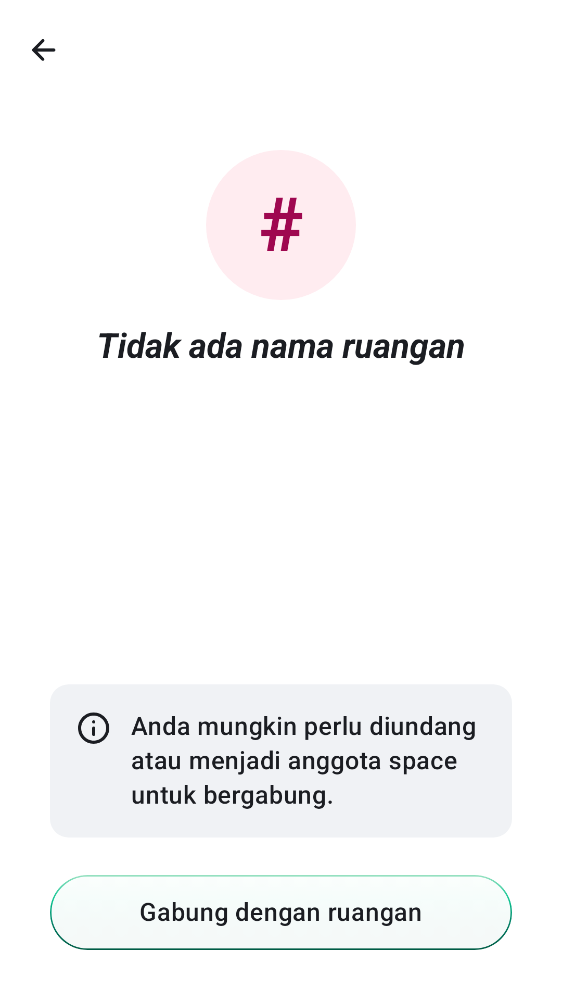 #
Tidak ada nama ruangan
Anda mungkin perlu diundang
atau menjadi anggota space
untuk bergabung.
Gabung dengan ruangan